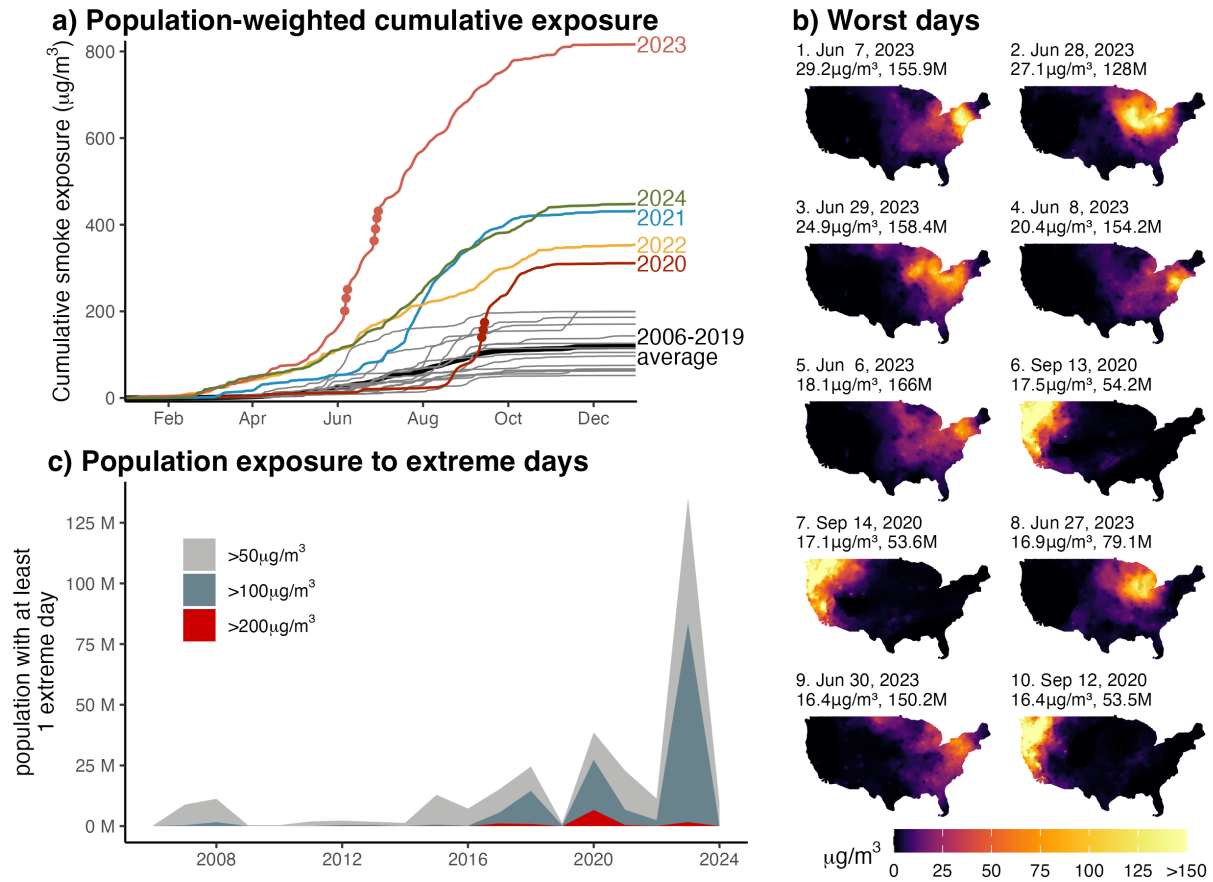 a) Population-weighted cumulative exposure
Cumulative smoke exposure (μg/m³)
800
600
400
200
0
Feb
Apr
Jun
Aug
Oct
Dec
2023
2024
2021
2022
2020
2006-2019
average
b) Worst days
1. Jun 7, 2023
29.2μg/m³, 155.9M
2. Jun 28, 2023
27.1μg/m³, 128M
3. Jun 29, 2023
24.9μg/m³, 158.4M
4. Jun 8, 2023
20.4μg/m³, 154.2M
5. Jun 6, 2023
18.1μg/m³, 166M
6. Sep 13, 2020
17.5μg/m³, 54.2M
7. Sep 14, 2020
17.1μg/m³, 53.6M
8. Jun 27, 2023
16.9μg/m³, 79.1M
9. Jun 30, 2023
16.4μg/m³, 150.2M
10. Sep 12, 2020
16.4μg/m³, 53.5M
μg/m³
0
25
50
75
100
125
>150
c) Population exposure to extreme days
population with at least
1 extreme day
125 M
100 M
75 M
50 M
25 M
0 M
>50μg/m³
>100μg/m³
>200μg/m³
2008
2012
2016
2020
2024